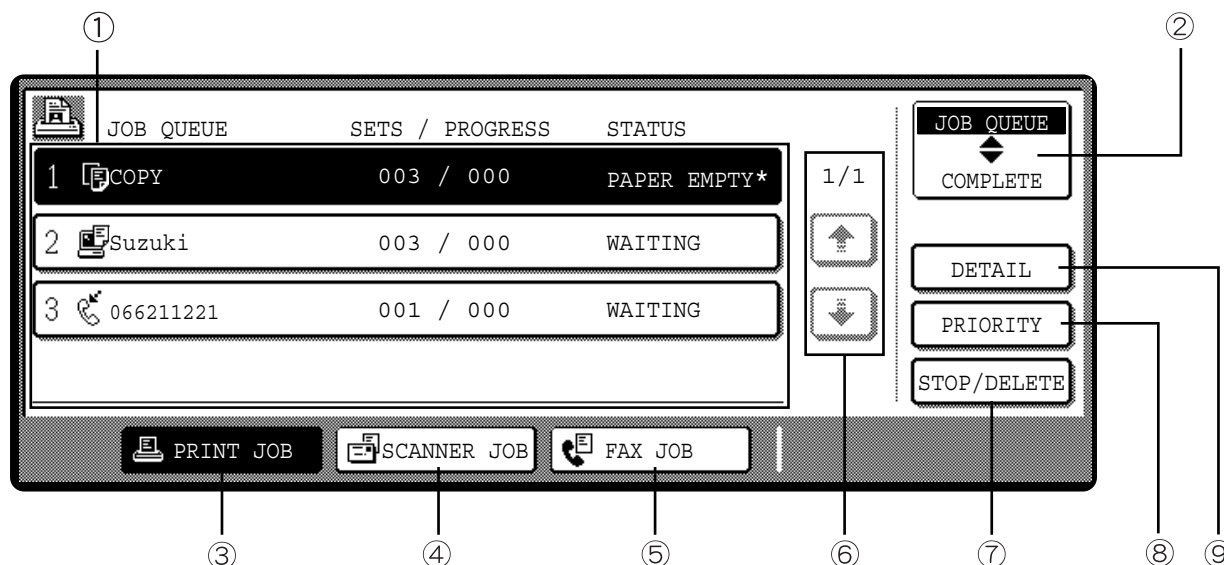 ① ②
JOB QUEUE SETS / PROGRESS STATUS
1 COPY 003 / 000 PAPER EMPTY*
2 Suzuki 003 / 000 WAITING
3 066211221 001 / 000 WAITING
1/1
JOB QUEUE
COMPLETE
DETAIL
PRIORITY
STOP/DELETE
PRINT JOB SCANNER JOB FAX JOB
③ ④ ⑤ ⑥ ⑦ ⑧ ⑨